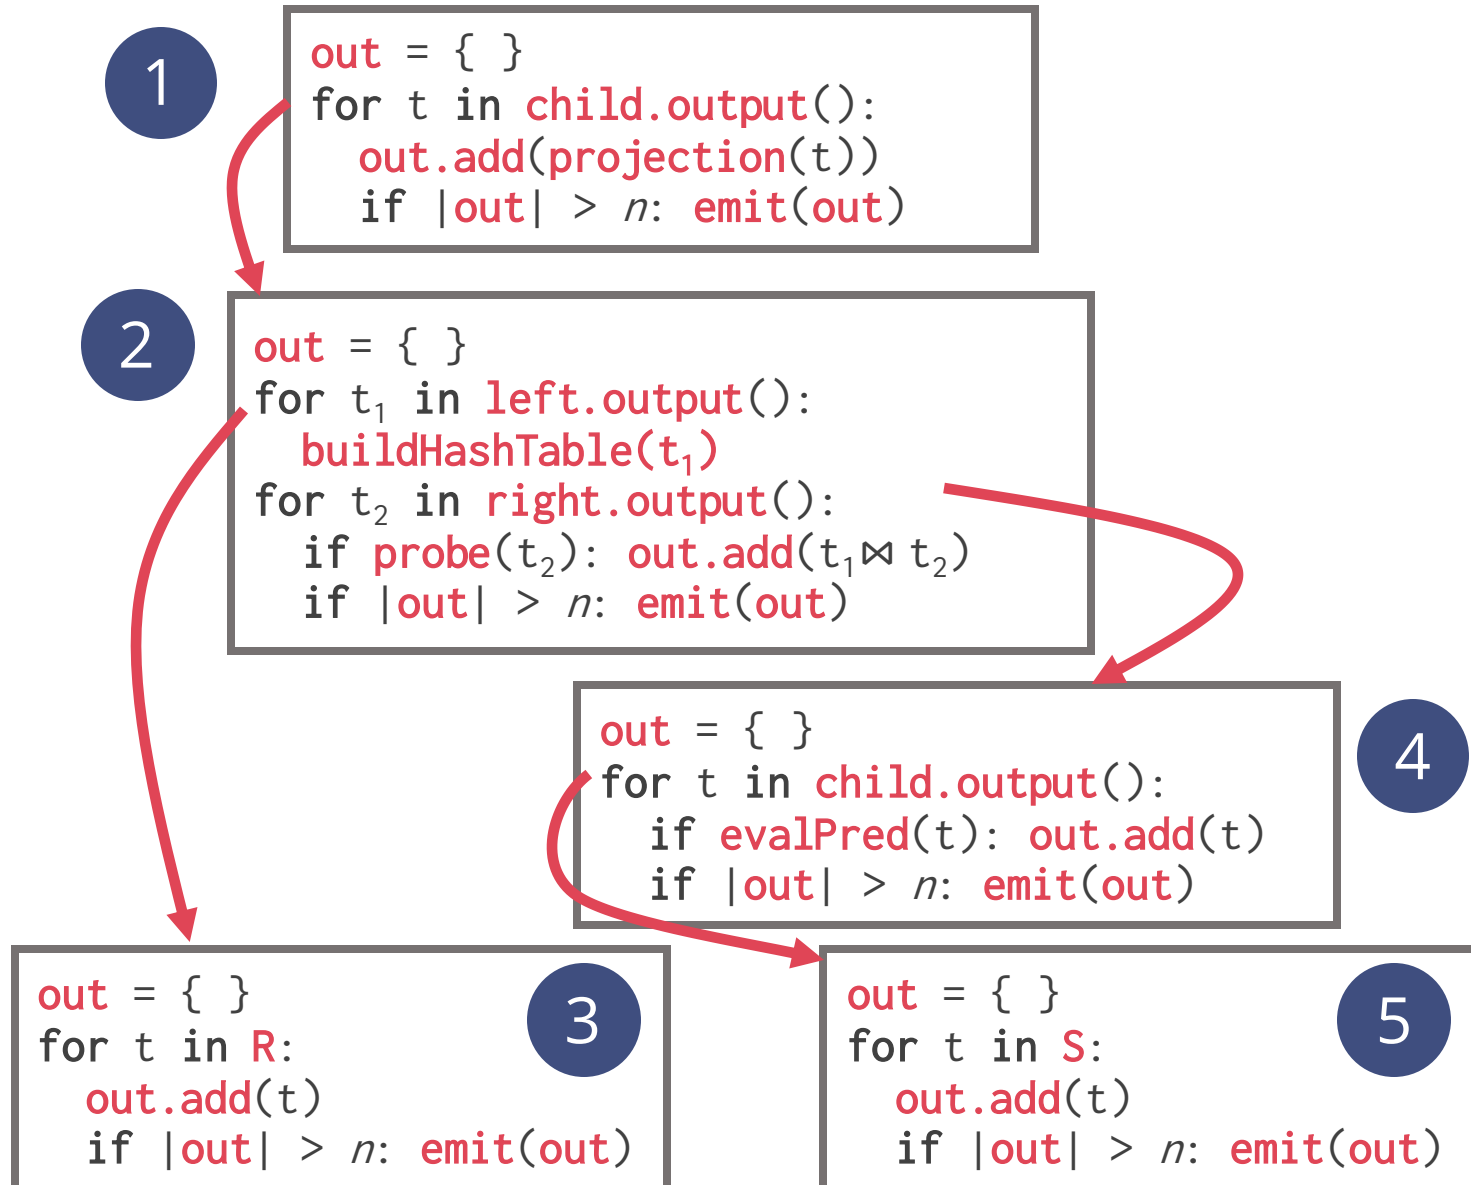 1
out = { }
for t in child.output():
out.add(projection(t))
if |out| > n: emit(out)
2
out = { }
for t₁ in left.output():
buildHashTable(t₁)
for t₂ in right.output():
if probe(t₂): out.add(t₁⋈ t₂)
if |out| > n: emit(out)
3
out = { }
for t in R:
out.add(t)
if |out| > n: emit(out)
4
out = { }
for t in child.output():
if evalPred(t): out.add(t)
if |out| > n: emit(out)
5
out = { }
for t in S:
out.add(t)
if |out| > n: emit(out)